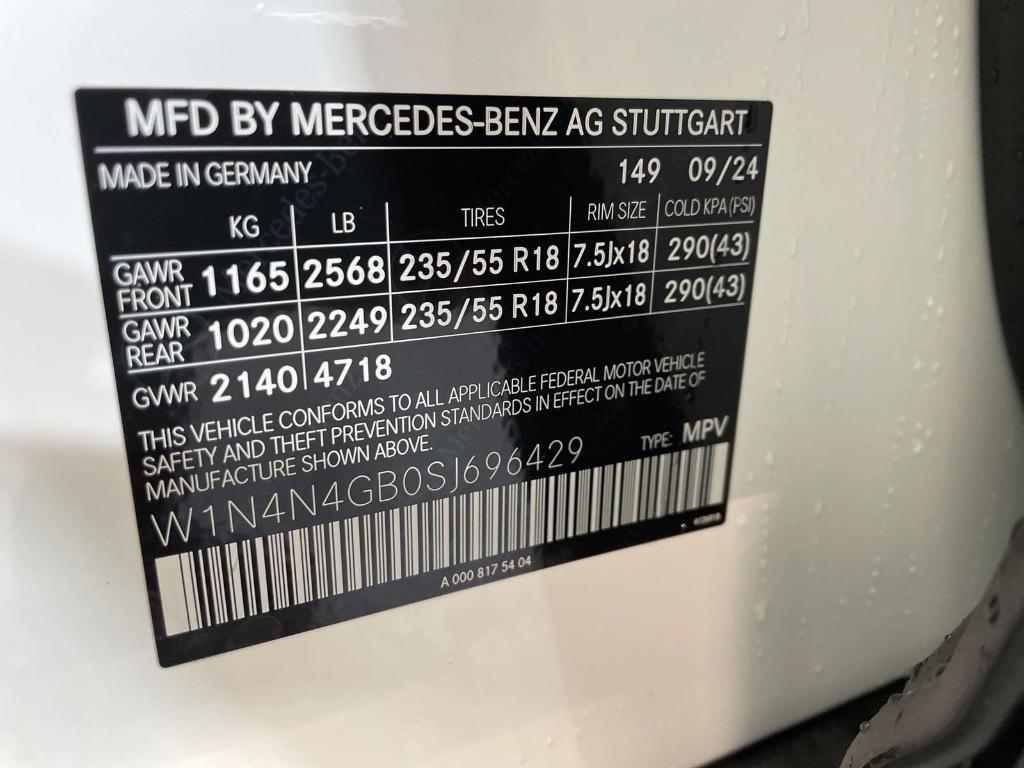 MFD BY MERCEDES-BENZ AG STUTTGART
MADE IN GERMANY 149 09/24
KG LB TIRES RIM SIZE COLD KPA(PSI)
GAWR FRONT 1165 2568 235/55 R18 7.5Jx18 290(43)
GAWR REAR 1020 2249 235/55 R18 7.5Jx18 290(43)
GVWR 2140 4718
THIS VEHICLE CONFORMS TO ALL APPLICABLE FEDERAL MOTOR VEHICLE
SAFETY AND THEFT PREVENTION STANDARDS IN EFFECT ON THE DATE OF
MANUFACTURE SHOWN ABOVE.
W1N4N4GB0SJ696429 TYPE: MPV
A 000 817 54 04